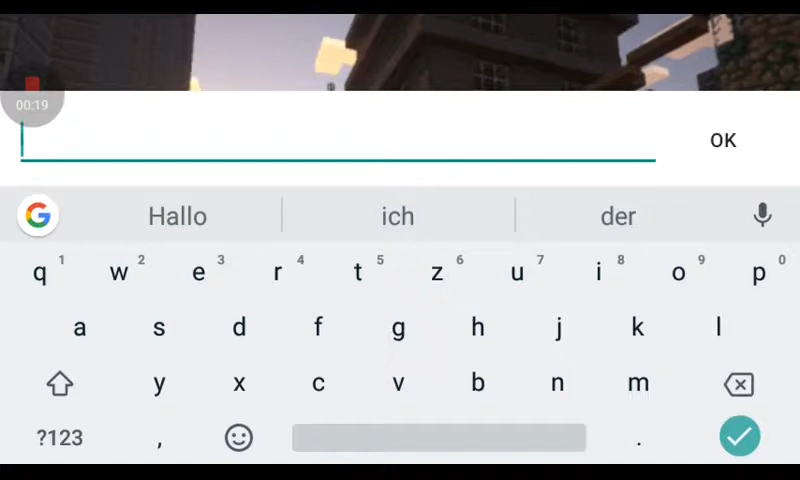 00:19
OK
Hallo ich der
q 1 w 2 e 3 r 4 t 5 z 6 u 7 i 8 o 9 p 0
a s d f g h j k l
y x c v b n m
?123 , .